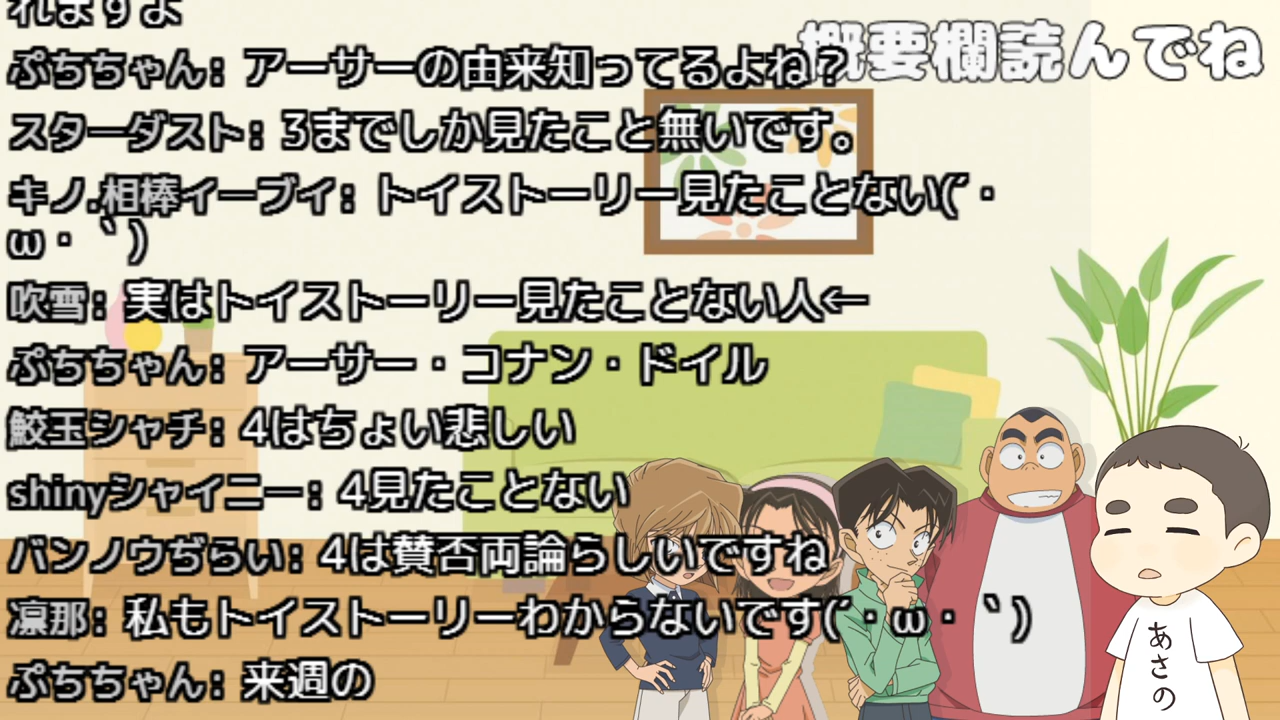 れますよ
概要欄読んでね
ぷちちゃん: アーサーの由来知ってるよね?
スターダスト: 3までしか見たこと無いです。
キノ.相棒イーブイ: トイストーリー見たことない(´・
ω・｀)
吹雪: 実はトイストーリー見たことない人←
ぷちちゃん: アーサー・コナン・ドイル
鮫玉シャチ: 4はちょい悲しい
shinyシャイニー: 4見たことない
バンノウぢらい: 4は賛否両論らしいですね
凛那: 私もトイストーリーわからないです(´・ω・｀)
ぷちちゃん: 来週の
あさの